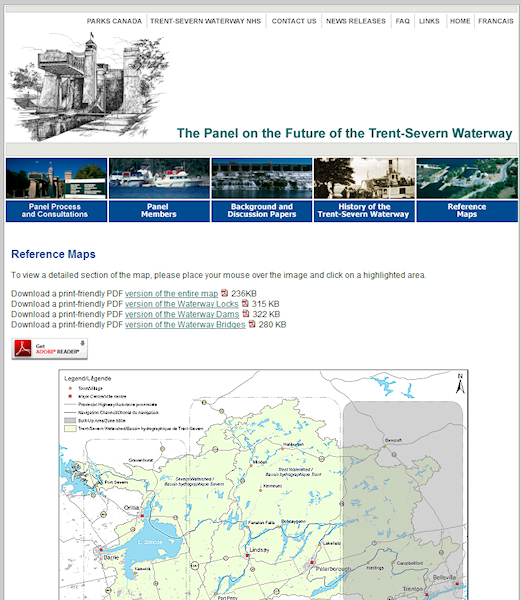 PARKS CANADA | TRENT-SEVERN WATERWAY NHS | CONTACT US | NEWS RELEASES | FAQ | LINKS | HOME | FRANCAIS
The Panel on the Future of the Trent-Severn Waterway
Panel Process
and Consultations
Panel
Members
Background and
Discussion Papers
History of the
Trent-Severn Waterway
Reference
Maps
Reference Maps
To view a detailed section of the map, please place your mouse over the image and click on a highlighted area.
Download a print-friendly PDF version of the entire map 236KB
Download a print-friendly PDF version of the Waterway Locks 315 KB
Download a print-friendly PDF version of the Waterway Dams 322 KB
Download a print-friendly PDF version of the Waterway Bridges 280 KB
Get
ADOBE® READER®
Legend/Légende
Town/Village
Major Centre/Ville centre
Provincial Highway/Autoroute provinciale
Navigation Channel/Chenal du navigation
Built-Up Area/Zone bâtie
Trent-Severn Watershed/Bassin hydrographique de Trent-Severn
N
Gravenhurst
Haliburton
Bancroft
Minden
Severn Watershed /
Bassin hydrographique Severn
Trent Watershed /
Bassin hydrographique Trent
Kinmount
Port Severn
Orillia
Fenelon Falls
Bobcaygeon
L. Simcoe
Lakefield
Barrie
Lindsay
Peterborough
Campbellford
Hastings
Keswick
Belleville
Trenton
Port Perry